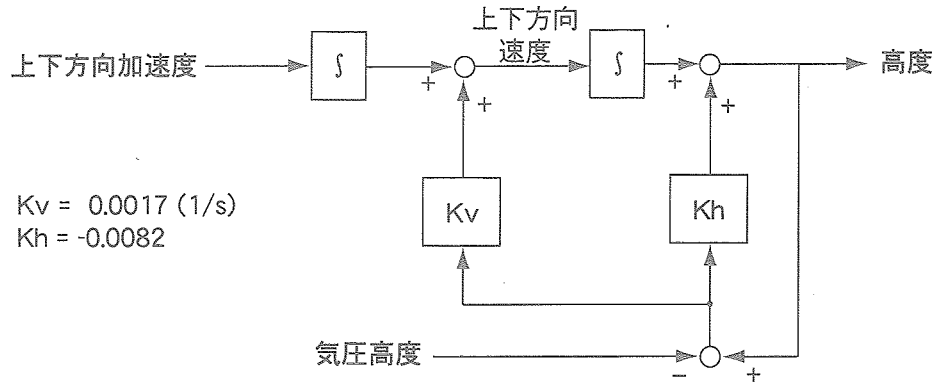 上下方向
速度
上下方向加速度
∫
∫
高度
+
+
+
+
Kv = 0.0017 (1/s)
Kh = -0.0082
Kv
Kh
気圧高度
-
+